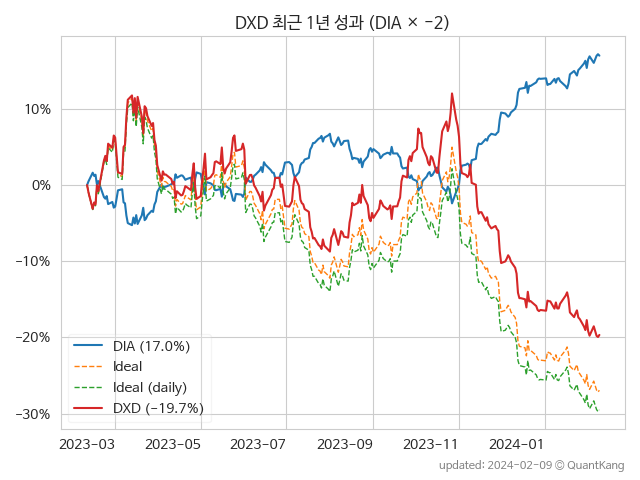 DXD 최근 1년 성과 (DIA × −2)
10%
0%
−10%
−20%
−30%
DIA (17.0%)
Ideal
Ideal (daily)
DXD (−19.7%)
2023−03
2023−05
2023−07
2023−09
2023−11
2024−01
updated: 2024−02−09 ⓒ QuantKang